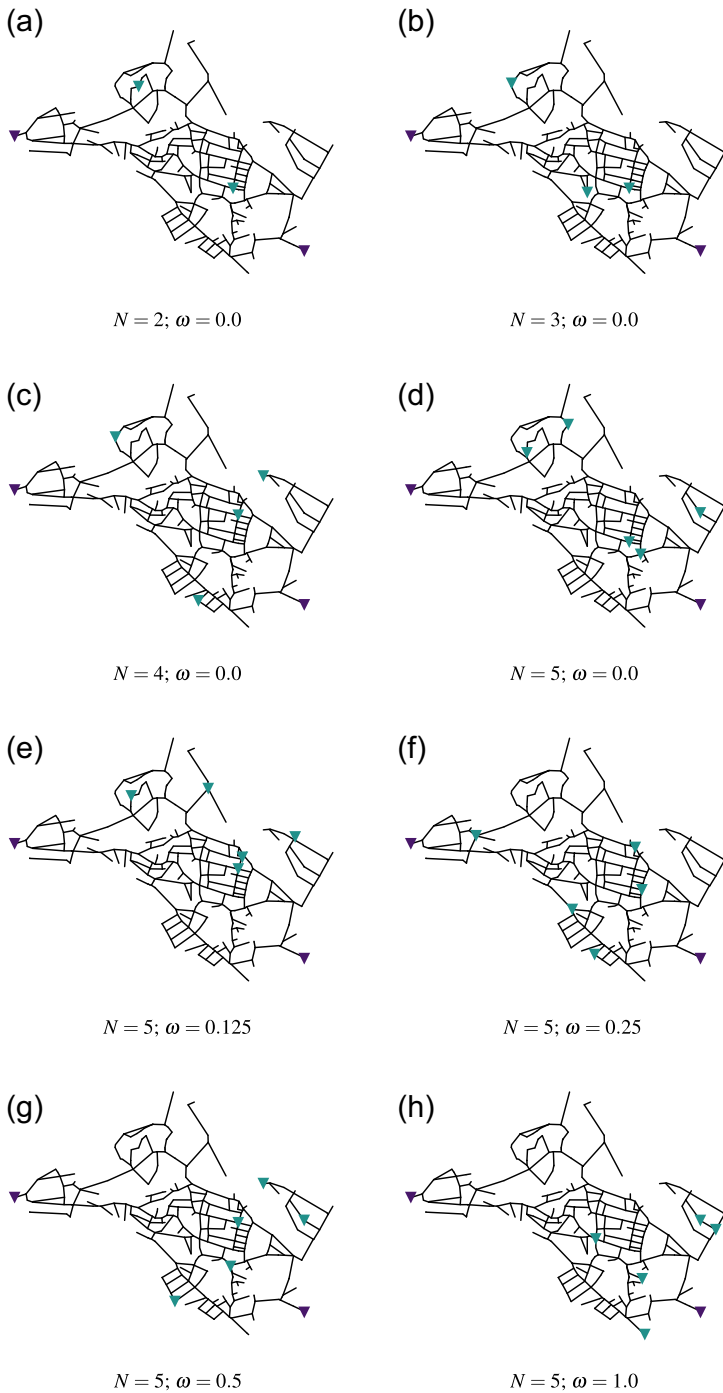 (a)
(b)
N = 2; ω = 0.0
N = 3; ω = 0.0
(c)
(d)
N = 4; ω = 0.0
N = 5; ω = 0.0
(e)
(f)
N = 5; ω = 0.125
N = 5; ω = 0.25
(g)
(h)
N = 5; ω = 0.5
N = 5; ω = 1.0